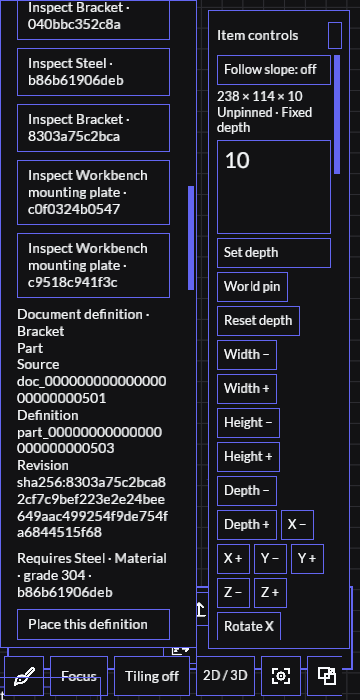 Inspect Bracket ·
040bbc352c8a
Inspect Steel ·
b86b61906deb
Inspect Bracket ·
8303a75c2bca
Inspect Workbench
mounting plate ·
c0f0324b0547
Inspect Workbench
mounting plate ·
c9518c941f3c
Document definition ·
Bracket
Part
Source
doc_000000000000000
00000000501
Definition
part_00000000000000
000000000503
Revision
sha256:8303a75c2bca8
2cf7c9bef223e2e24bee
649aac499254f9de754f
a6844515f68
Requires Steel · Material
· grade 304 ·
b86b61906deb
Place this definition
Item controls
Follow slope: off
238 × 114 × 10
Unpinned · Fixed
depth
10
Set depth
World pin
Reset depth
Width −
Width +
Height −
Height +
Depth −
Depth +
X −
X +
Y −
Y +
Z −
Z +
Rotate X
Focus
Tiling off
2D / 3D